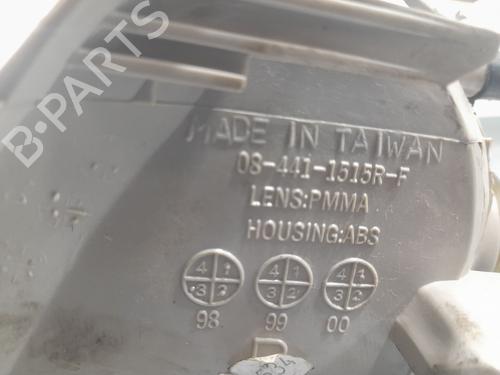 B-PARTS
MADE IN TAIWAN
08-441-1515R-F
LENS:PMMA
HOUSING:ABS
4 1 4 1 4 1
3 2 3 2 3 2
98 99 00